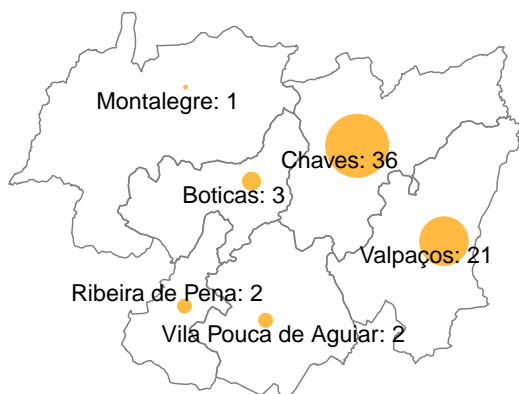 Montalegre: 1
Chaves: 36
Boticas: 3
Valpaços: 21
Ribeira de Pena: 2
Vila Pouca de Aguiar: 2